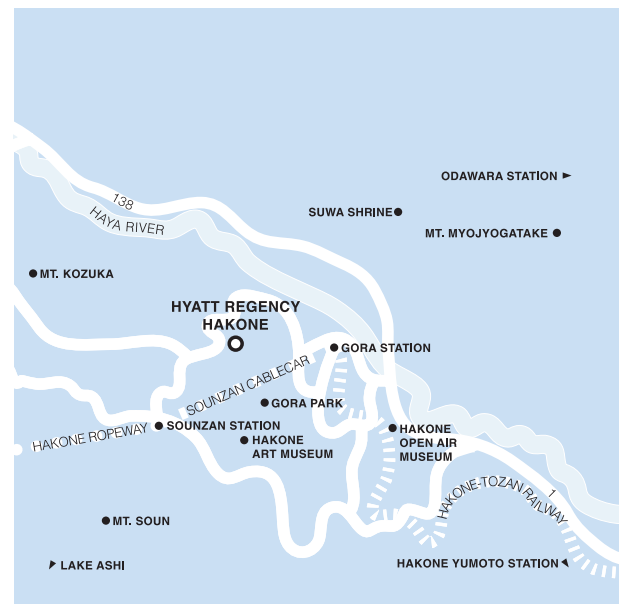 ODAWARA STATION
138
SUWA SHRINE
HAYA RIVER
MT. MYOJYOGATAKE
MT. KOZUKA
HYATT REGENCY
HAKONE
GORA STATION
SOUNZAN CABLECAR
GORA PARK
SOUNZAN STATION
HAKONE ROPEWAY
HAKONE
ART MUSEUM
HAKONE
OPEN AIR
MUSEUM
HAKONE-TOZAN RAILWAY
1
MT. SOUN
LAKE ASHI
HAKONE YUMOTO STATION